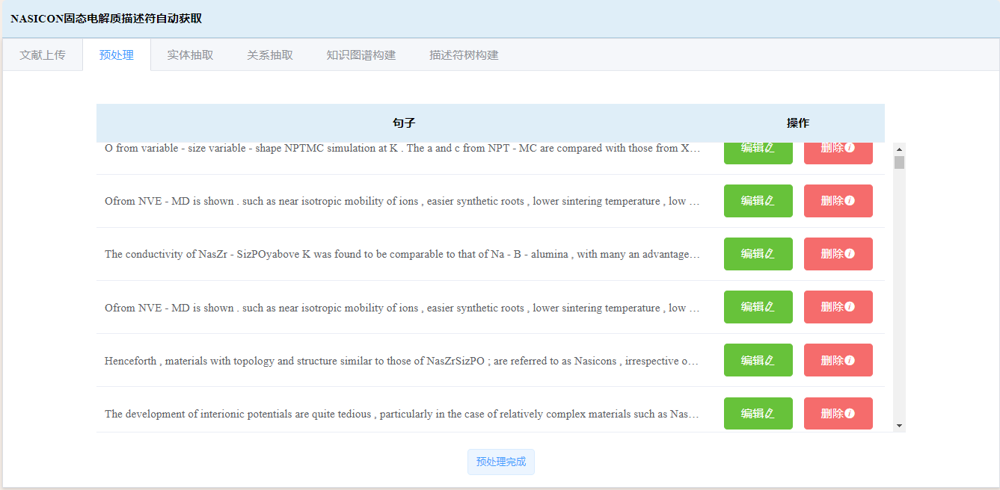 NASICON固态电解质描述符自动获取
文献上传 预处理 实体抽取 关系抽取 知识图谱构建 描述符树构建
句子 操作
O from variable - size variable - shape NPTMC simulation at K . The a and c from NPT - MC are compared with those from X… 编辑 删除
Ofrom NVE - MD is shown . such as near isotropic mobility of ions , easier synthetic roots , lower sintering temperature , low … 编辑 删除
The conductivity of NasZr - SizPOyabove K was found to be comparable to that of Na - B - alumina , with many an advantage… 编辑 删除
Ofrom NVE - MD is shown . such as near isotropic mobility of ions , easier synthetic roots , lower sintering temperature , low … 编辑 删除
Henceforth , materials with topology and structure similar to those of NasZrSizPO ; are referred to as Nasicons , irrespective o… 编辑 删除
The development of interionic potentials are quite tedious , particularly in the case of relatively complex materials such as Nas… 编辑 删除
预处理完成